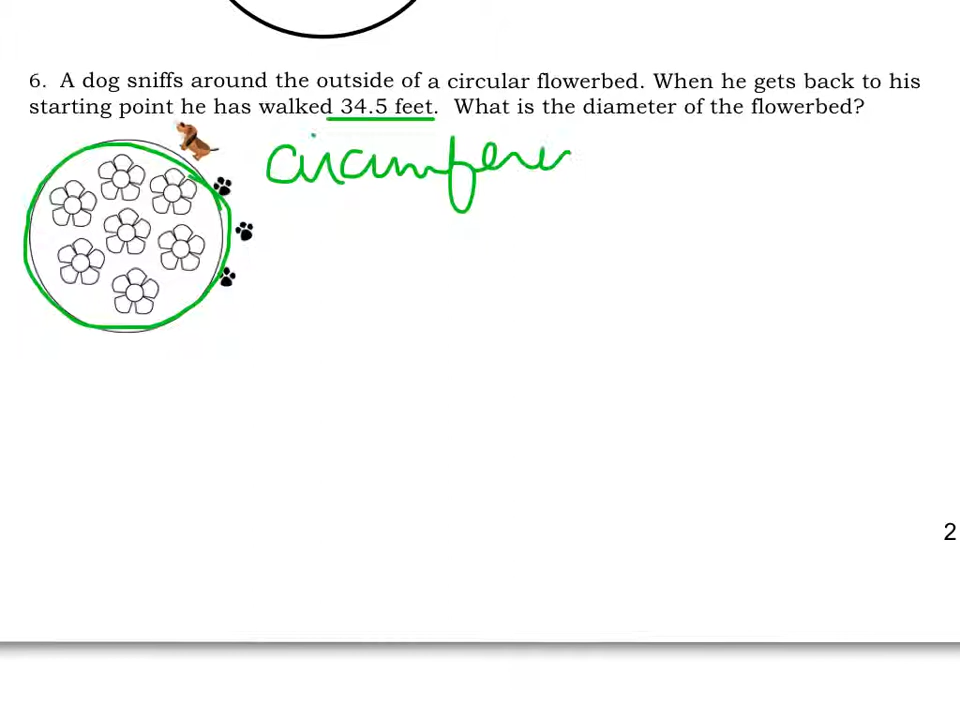 6. A dog sniffs around the outside of a circular flowerbed. When he gets back to his
starting point he has walked 34.5 feet. What is the diameter of the flowerbed?
circumferen
2